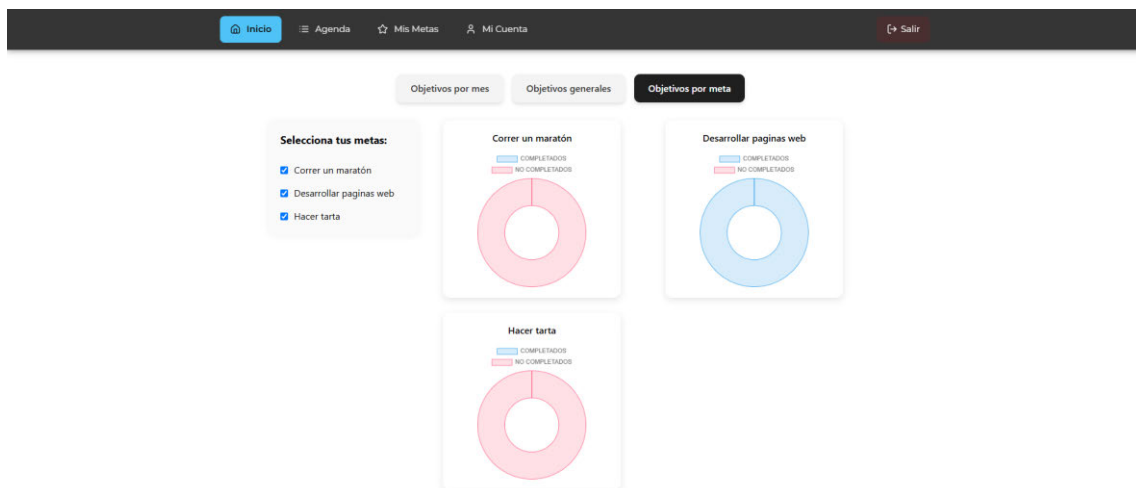 Inicio
Agenda
Mis Metas
Mi Cuenta
Salir
Objetivos por mes
Objetivos generales
Objetivos por meta
Selecciona tus metas:
Correr un maratón
Desarrollar paginas web
Hacer tarta
Correr un maratón
COMPLETADOS
NO COMPLETADOS
Desarrollar paginas web
COMPLETADOS
NO COMPLETADOS
Hacer tarta
COMPLETADOS
NO COMPLETADOS